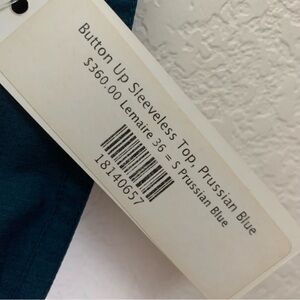 Button Up Sleeveless Top, Prussian Blue
$360.00 Lemaire 36 = S Prussian Blue
18140657